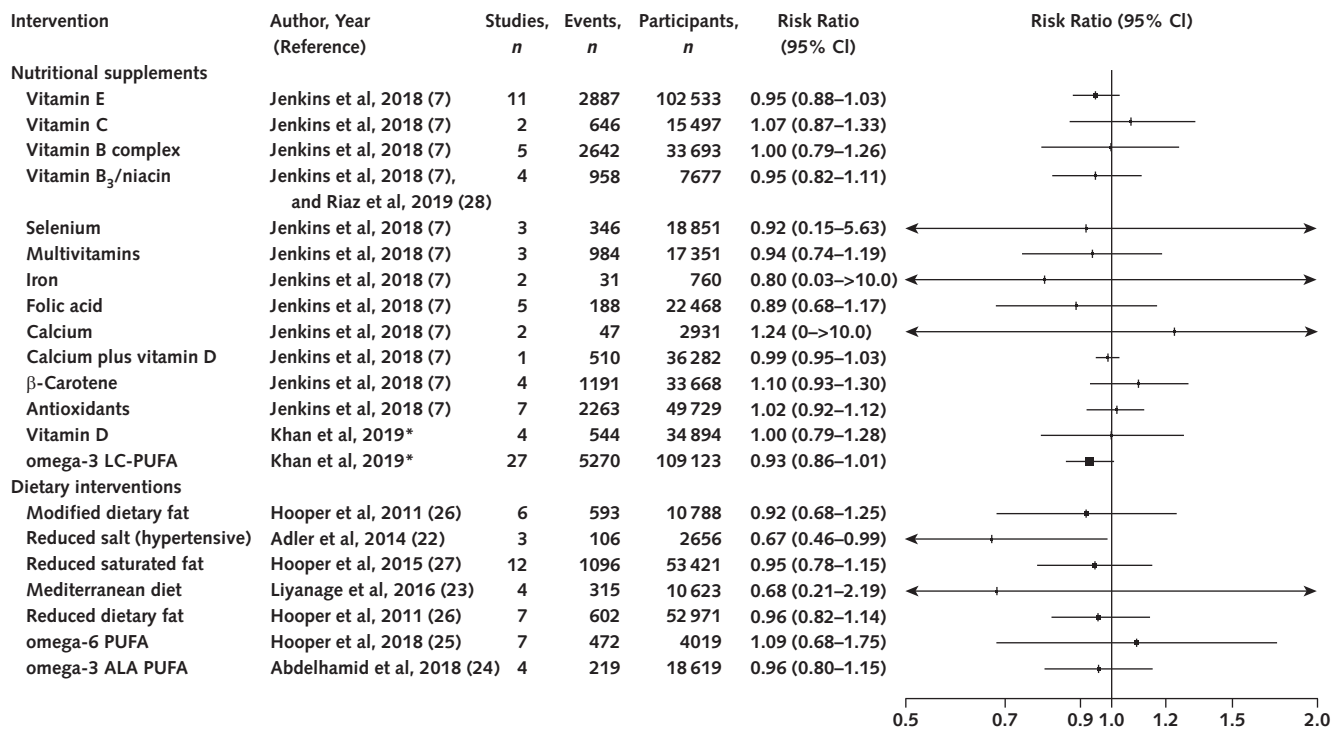 Intervention Author, Year Studies, Events, Participants, Risk Ratio Risk Ratio (95% CI)
(Reference) n n n (95% CI)
Nutritional supplements
Vitamin E Jenkins et al, 2018 (7) 11 2887 102 533 0.95 (0.88–1.03)
Vitamin C Jenkins et al, 2018 (7) 2 646 15 497 1.07 (0.87–1.33)
Vitamin B complex Jenkins et al, 2018 (7) 5 2642 33 693 1.00 (0.79–1.26)
Vitamin B₃/niacin Jenkins et al, 2018 (7), 4 958 7677 0.95 (0.82–1.11)
and Riaz et al, 2019 (28)
Selenium Jenkins et al, 2018 (7) 3 346 18 851 0.92 (0.15–5.63)
Multivitamins Jenkins et al, 2018 (7) 3 984 17 351 0.94 (0.74–1.19)
Iron Jenkins et al, 2018 (7) 2 31 760 0.80 (0.03–>10.0)
Folic acid Jenkins et al, 2018 (7) 5 188 22 468 0.89 (0.68–1.17)
Calcium Jenkins et al, 2018 (7) 2 47 2931 1.24 (0–>10.0)
Calcium plus vitamin D Jenkins et al, 2018 (7) 1 510 36 282 0.99 (0.95–1.03)
β-Carotene Jenkins et al, 2018 (7) 4 1191 33 668 1.10 (0.93–1.30)
Antioxidants Jenkins et al, 2018 (7) 7 2263 49 729 1.02 (0.92–1.12)
Vitamin D Khan et al, 2019* 4 544 34 894 1.00 (0.79–1.28)
omega-3 LC-PUFA Khan et al, 2019* 27 5270 109 123 0.93 (0.86–1.01)
Dietary interventions
Modified dietary fat Hooper et al, 2011 (26) 6 593 10 788 0.92 (0.68–1.25)
Reduced salt (hypertensive) Adler et al, 2014 (22) 3 106 2656 0.67 (0.46–0.99)
Reduced saturated fat Hooper et al, 2015 (27) 12 1096 53 421 0.95 (0.78–1.15)
Mediterranean diet Liyanage et al, 2016 (23) 4 315 10 623 0.68 (0.21–2.19)
Reduced dietary fat Hooper et al, 2011 (26) 7 602 52 971 0.96 (0.82–1.14)
omega-6 PUFA Hooper et al, 2018 (25) 7 472 4019 1.09 (0.68–1.75)
omega-3 ALA PUFA Abdelhamid et al, 2018 (24) 4 219 18 619 0.96 (0.80–1.15)
0.5 0.7 0.9 1.0 1.2 1.5 2.0